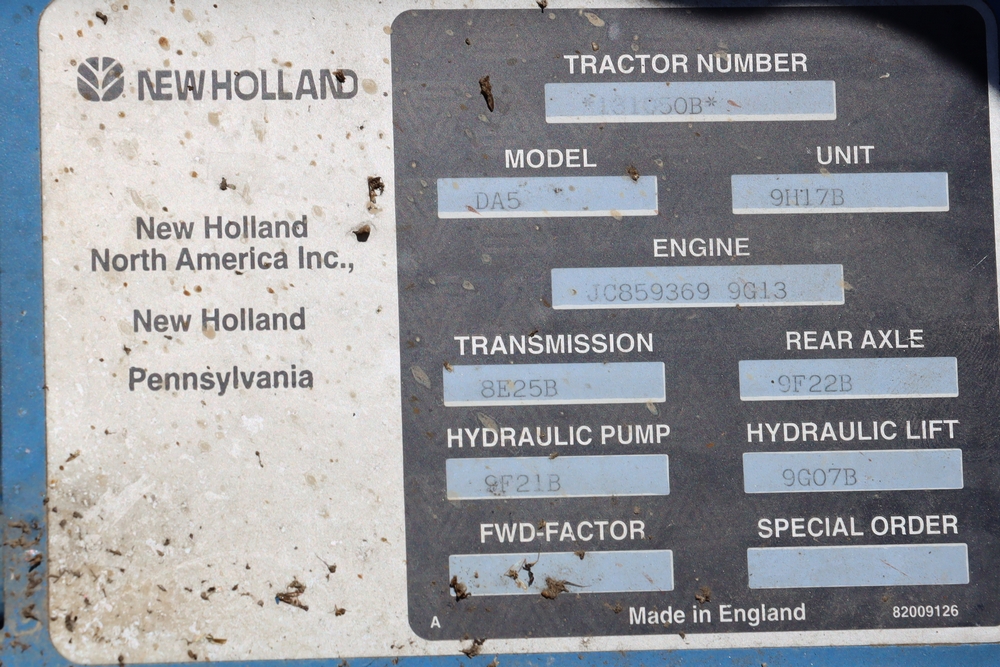 NEW HOLLAND
New Holland
North America Inc.,
New Holland
Pennsylvania
TRACTOR NUMBER
MODEL UNIT
DA5 9H17B
ENGINE
JC859369 9G13
TRANSMISSION REAR AXLE
8E25B 9F22B
HYDRAULIC PUMP HYDRAULIC LIFT
9F21B 9G07B
FWD-FACTOR SPECIAL ORDER
A Made in England 82009126